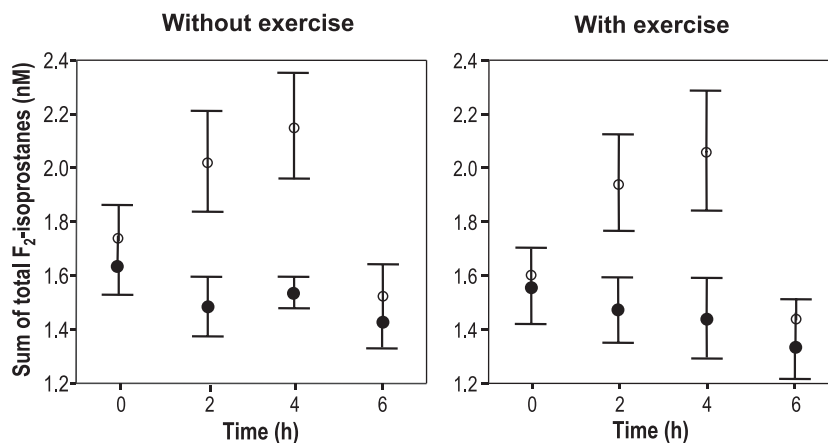 Without exercise
With exercise
Sum of total F₂-isoprostanes (nM)
2.4
2.2
2.0
1.8
1.6
1.4
1.2
0 2 4 6
Time (h)
2.4
2.2
2.0
1.8
1.6
1.4
1.2
0 2 4 6
Time (h)